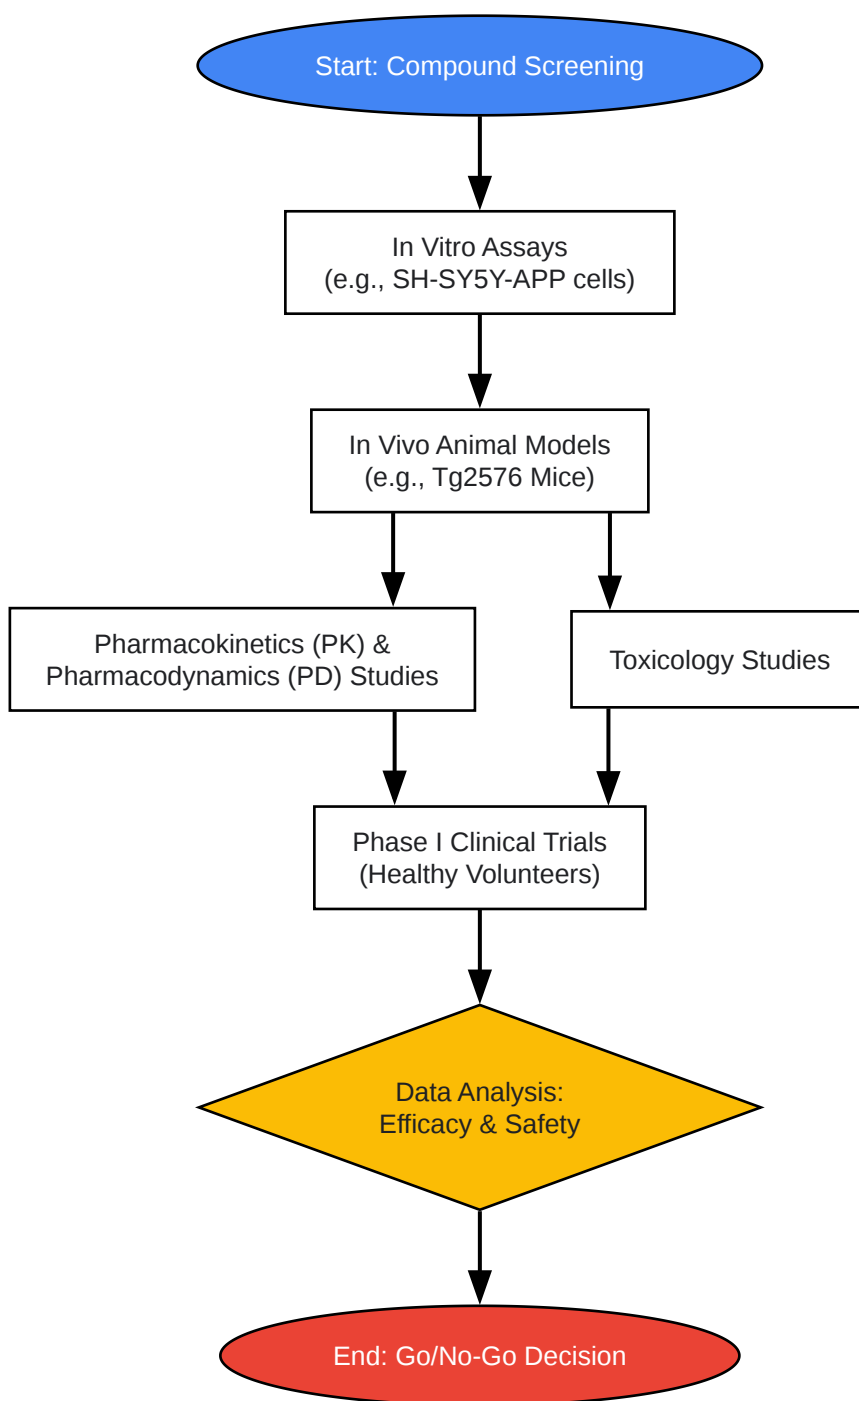 Start: Compound Screening
In Vitro Assays
(e.g., SH-SY5Y-APP cells)
In Vivo Animal Models
(e.g., Tg2576 Mice)
Pharmacokinetics (PK) &
Pharmacodynamics (PD) Studies
Toxicology Studies
Phase I Clinical Trials
(Healthy Volunteers)
Data Analysis:
Efficacy & Safety
End: Go/No-Go Decision